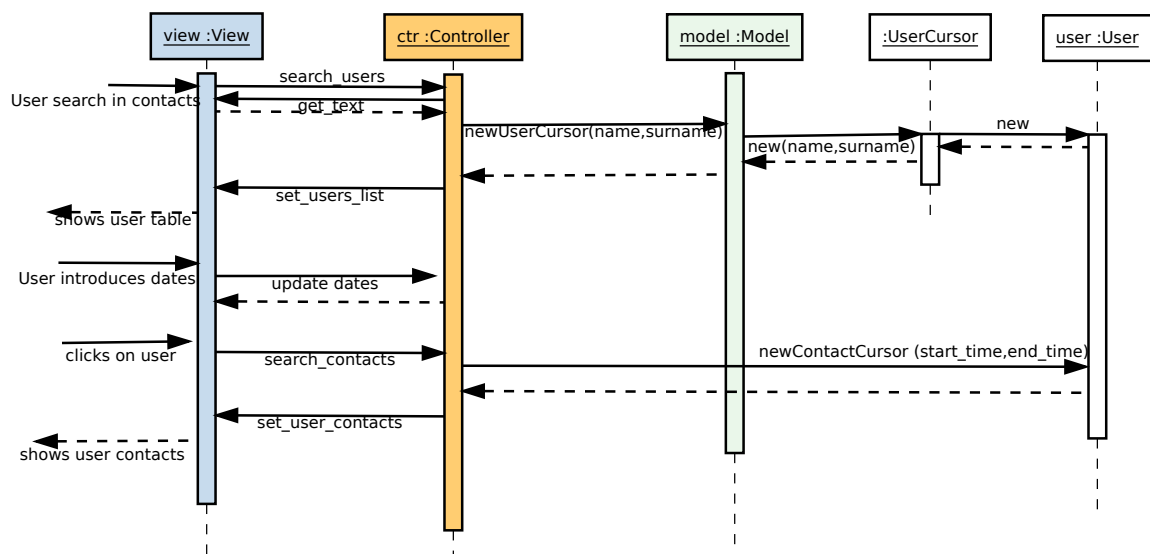 view :View
ctr :Controller
model :Model
:UserCursor
user :User
search_users
User search in contacts
get_text
newUserCursor(name,surname)
new
new(name,surname)
set_users_list
shows user table
User introduces dates
update dates
clicks on user
search_contacts
newContactCursor (start_time,end_time)
set_user_contacts
shows user contacts